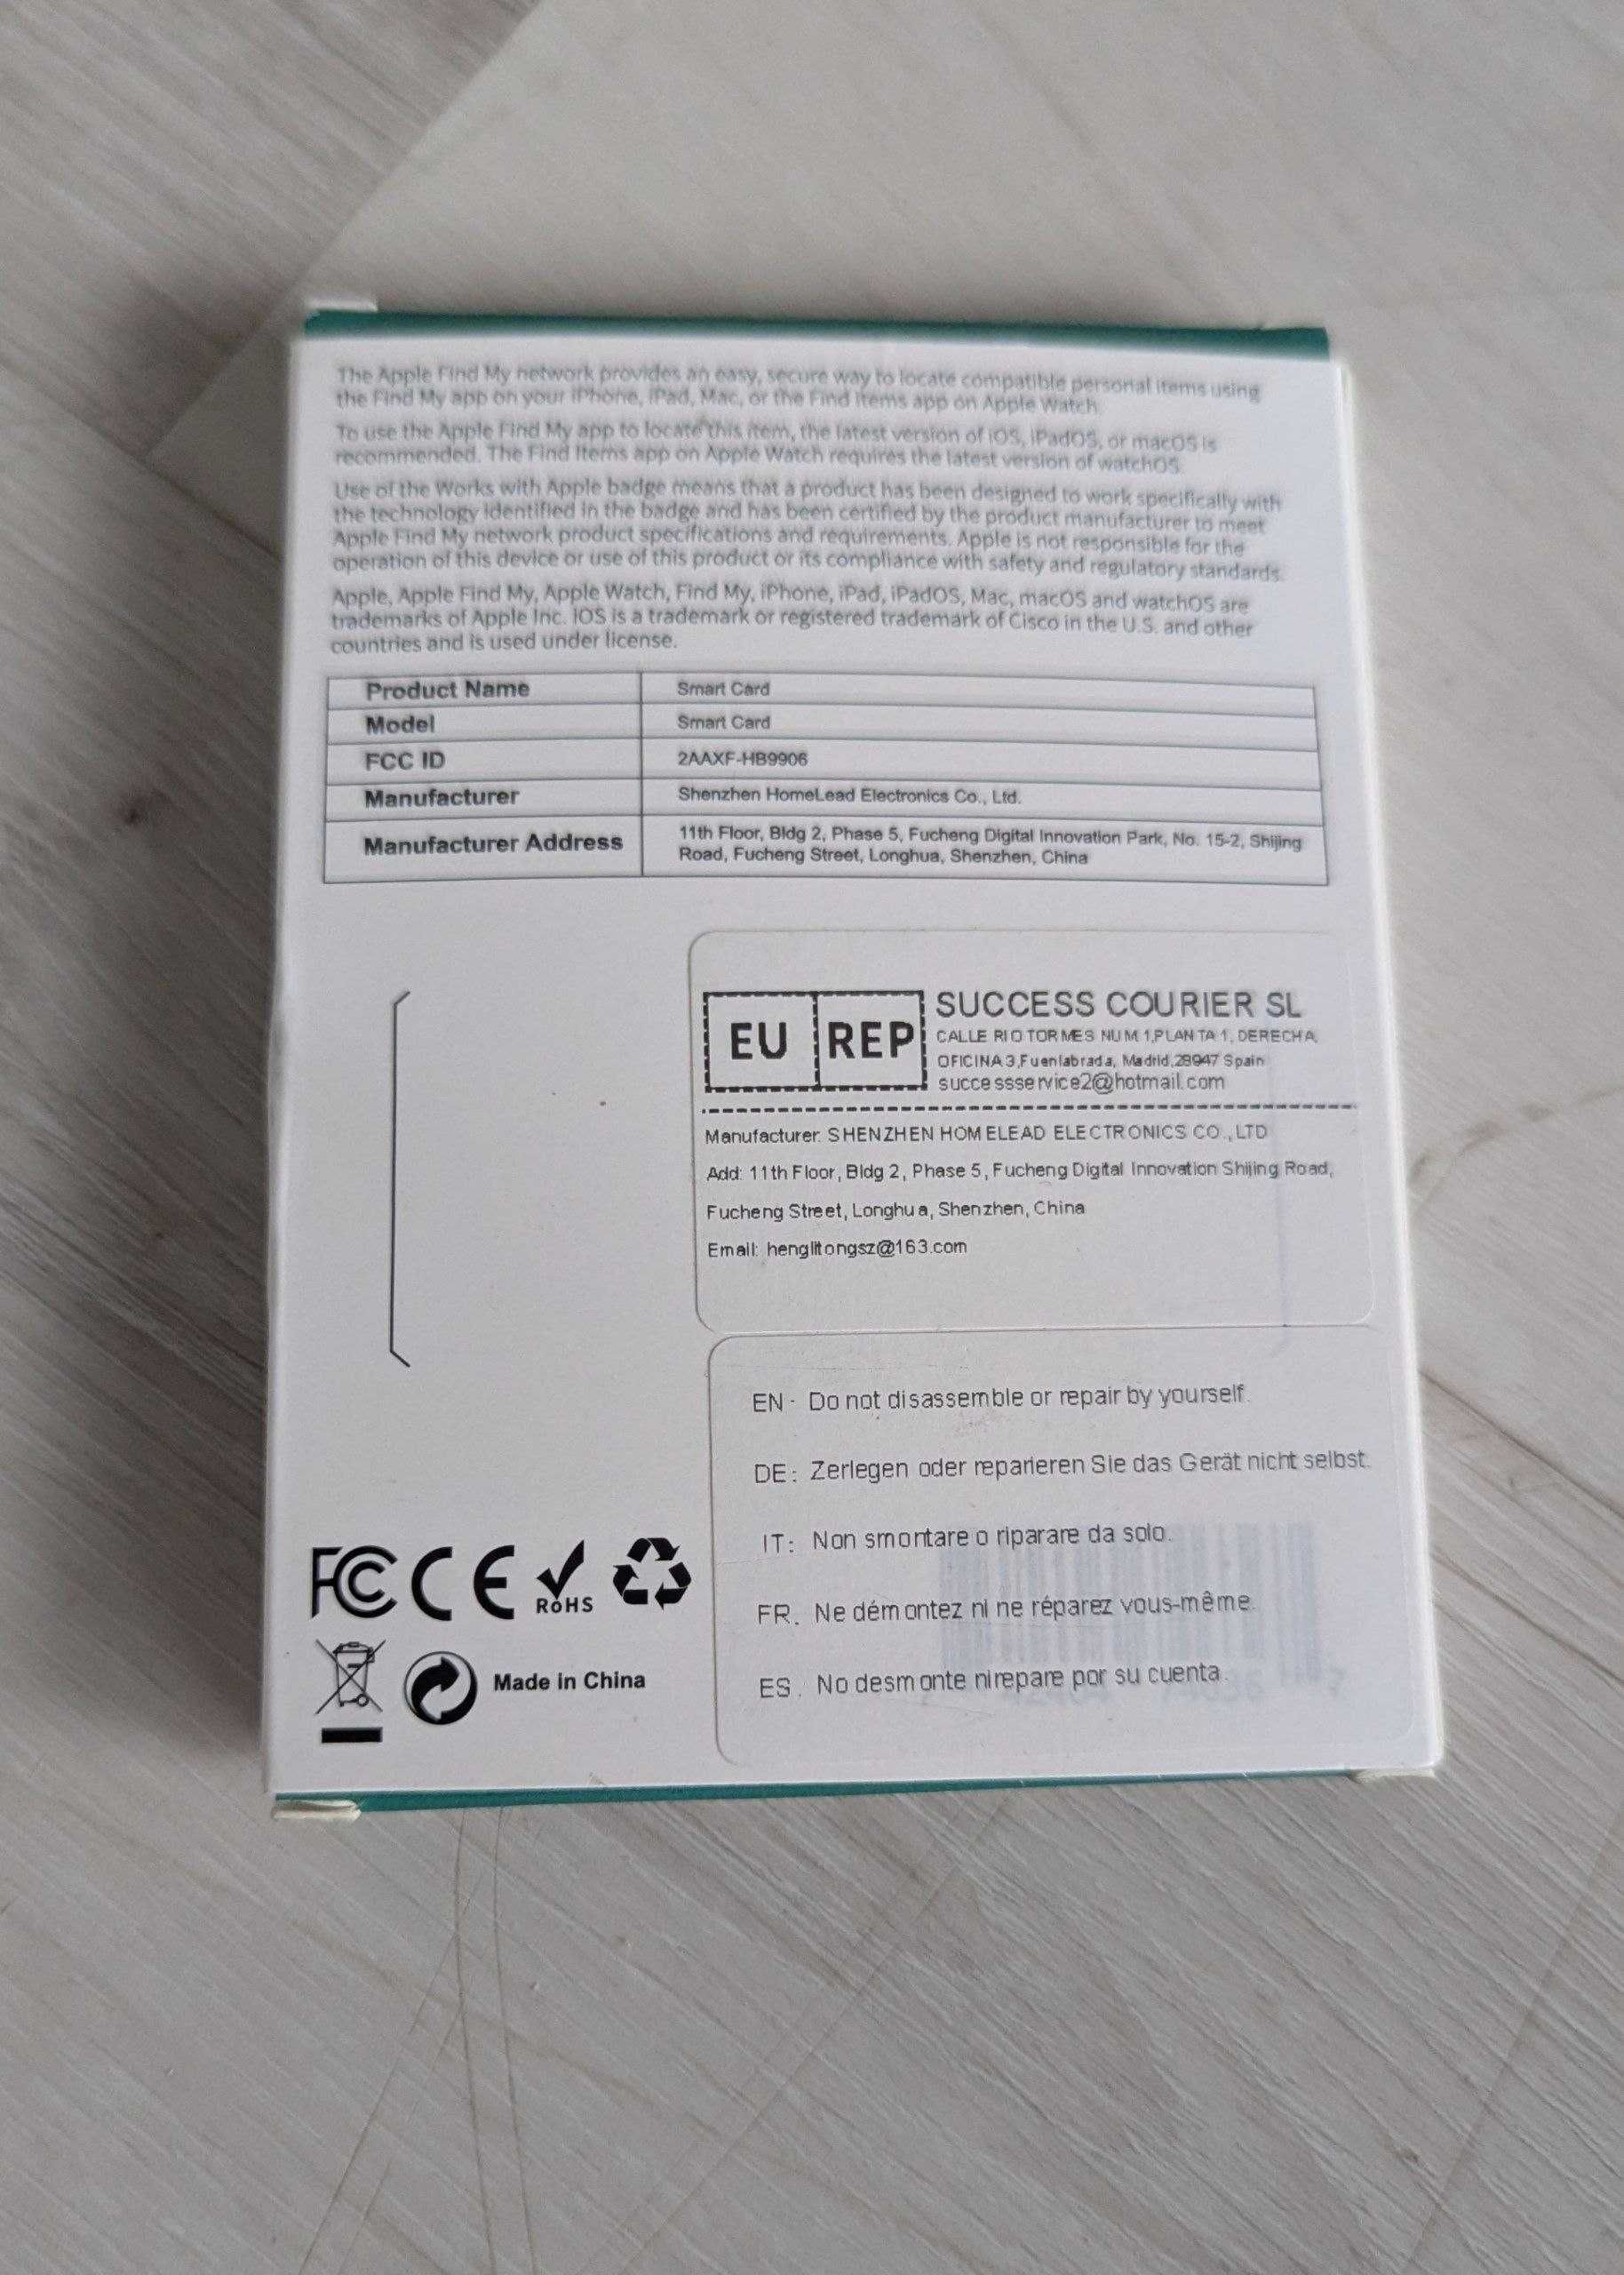 The Apple Find My network provides an easy, secure way to locate compatible personal items using
the Find My app on your iPhone, iPad, Mac, or the Find Items app on Apple Watch.
To use the Apple Find My app to locate this item, the latest version of iOS, iPadOS, or macOS is
recommended. The Find Items app on Apple Watch requires the latest version of watchOS.
Use of the Works with Apple badge means that a product has been designed to work specifically with
the technology identified in the badge and has been certified by the product manufacturer to meet
Apple Find My network product specifications and requirements. Apple is not responsible for the
operation of this device or use of this product or its compliance with safety and regulatory standards.
Apple, Apple Find My, Apple Watch, Find My, iPhone, iPad, iPadOS, Mac, macOS and watchOS are
trademarks of Apple Inc. iOS is a trademark or registered trademark of Cisco in the U.S. and other
countries and is used under license.
Product Name Smart Card
Model Smart Card
FCC ID 2AAXF-HB9906
Manufacturer Shenzhen HomeLead Electronics Co., Ltd.
Manufacturer Address 11th Floor, Bldg 2, Phase 5, Fucheng Digital Innovation Park, No. 15-2, Shijing
Road, Fucheng Street, Longhua, Shenzhen, China
EU REP SUCCESS COURIER SL
CALLE RIO TORMES NUM 1,PLANTA 1, DERECHA,
OFICINA 3,Fuenlabrada, Madrid,28947 Spain
successservice2@hotmail.com
Manufacturer: SHENZHEN HOMELEAD ELECTRONICS CO.,LTD
Add: 11th Floor, Bldg 2, Phase 5, Fucheng Digital Innovation Shijing Road,
Fucheng Street, Longhua, Shenzhen, China
Email: henglitongsz@163.com
EN - Do not disassemble or repair by yourself.
DE: Zerlegen oder reparieren Sie das Gerät nicht selbst.
IT: Non smontare o riparare da solo.
FR. Ne démontez ni ne réparez vous-même.
ES. No desmonte ni repare por su cuenta.
FC CE RoHS
Made in China